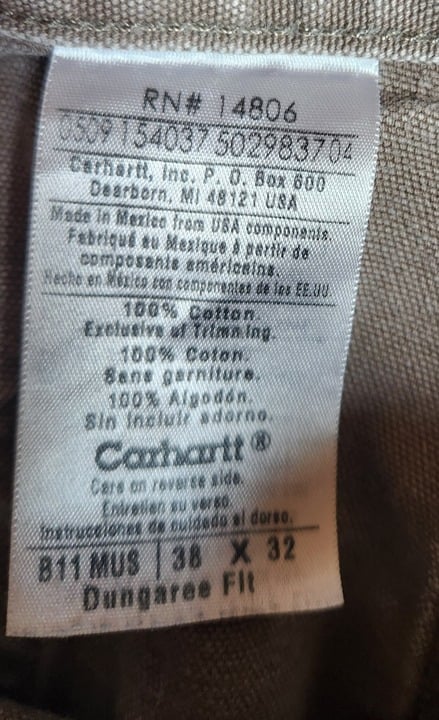 RN# 14806
0509 154037 502983704
Carhartt, Inc. P. O. Box 600
Dearborn, MI 48121 USA
Made in Mexico from USA components.
Fabriqué au Mexique à partir de
composants américains.
Hecho en México con componentes de los EE.UU.
100% Cotton.
Exclusive of Trimming.
100% Coton.
Sans garniture.
100% Algodón.
Sin incluir adorno.
Carhartt®
Care on reverse side.
Entretien au verso.
Instrucciones de cuidado al dorso.
B11 MUS | 38 X 32
Dungaree Fit